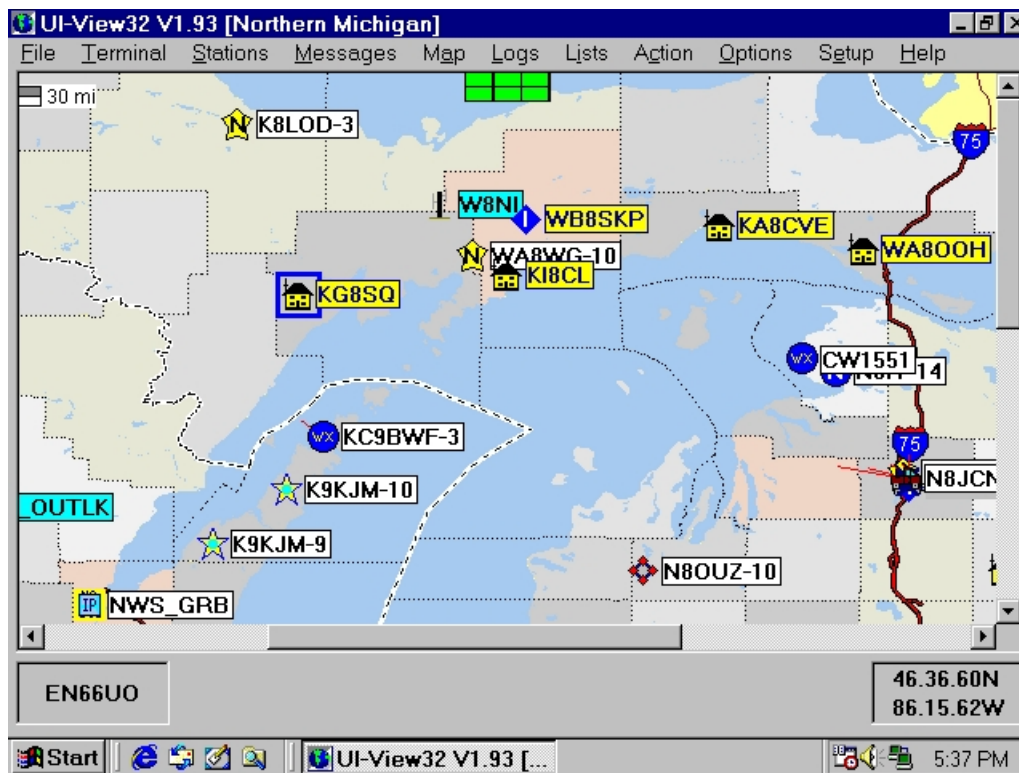 UI-View32 V1.93 [Northern Michigan]
File Terminal Stations Messages Map Logs Lists Action Options Setup Help
30 mi
N K8LOD-3
75
W8NI
I WB8SKP
KA8CVE
N WA8WG-10
WA8OOH
KI8CL
KG8SQ
WX CW1551
14
WX KC9BWF-3
75
K9KJM-10
N8JCN
_OUTLK
K9KJM-9
N8OUZ-10
IP NWS_GRB
EN66UO
46.36.60N
86.15.62W
Start UI-View32 V1.93 [... 5:37 PM